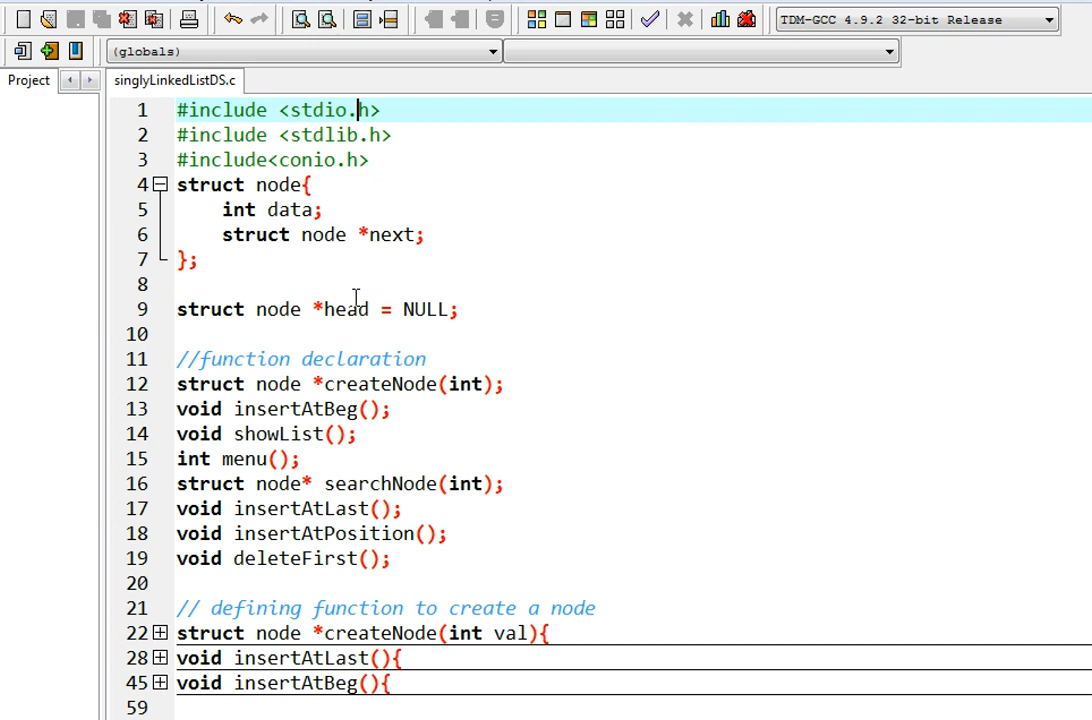 TDM-GCC 4.9.2 32-bit Release
(globals)
Project
singlyLinkedListDS.c
1 #include <stdio.h>
2 #include <stdlib.h>
3 #include<conio.h>
4 struct node{
5 int data;
6 struct node *next;
7 };
8
9 struct node *head = NULL;
10
11 //function declaration
12 struct node *createNode(int);
13 void insertAtBeg();
14 void showList();
15 int menu();
16 struct node* searchNode(int);
17 void insertAtLast();
18 void insertAtPosition();
19 void deleteFirst();
20
21 // defining function to create a node
22 struct node *createNode(int val){
28 void insertAtLast(){
45 void insertAtBeg(){
59